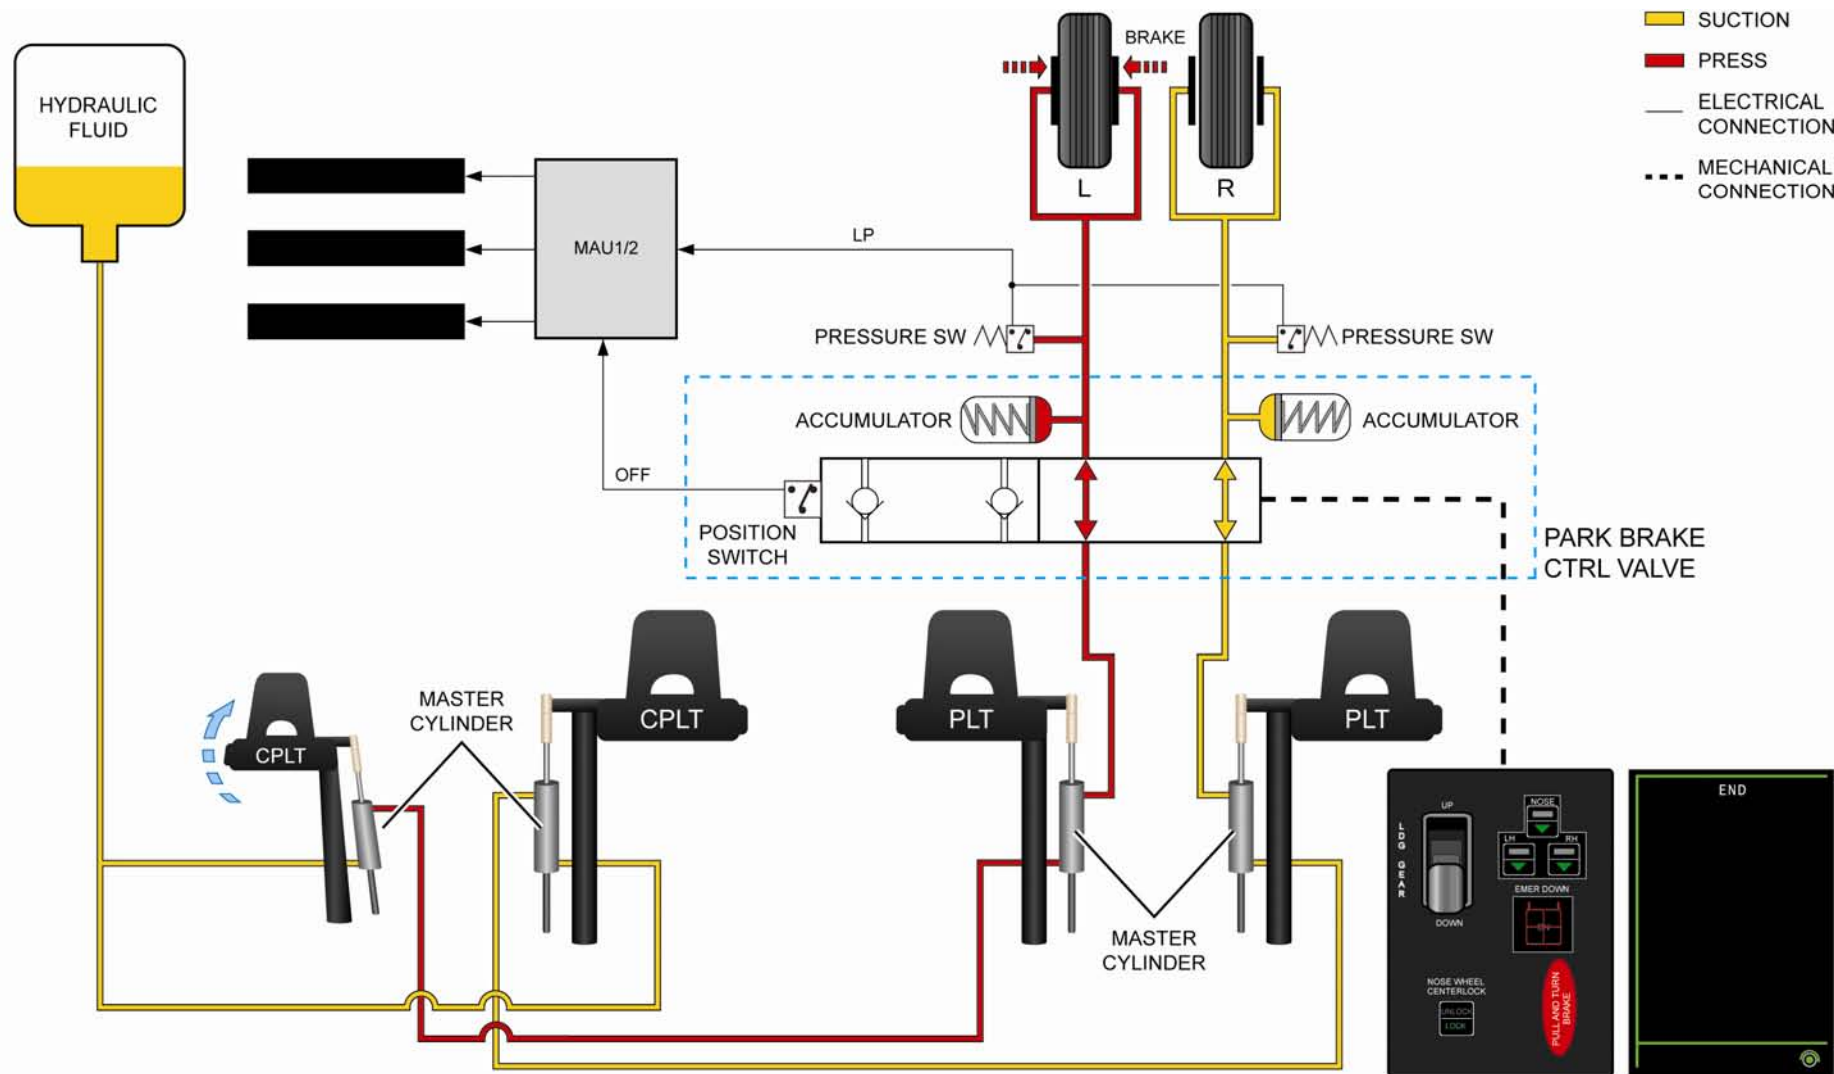 HYDRAULIC
FLUID
BRAKE
SUCTION
PRESS
ELECTRICAL
CONNECTION
MECHANICAL
CONNECTION
L
R
MAU1/2
LP
PRESSURE SW
PRESSURE SW
ACCUMULATOR
ACCUMULATOR
OFF
POSITION
SWITCH
PARK BRAKE
CTRL VALVE
MASTER
CYLINDER
CPLT
CPLT
PLT
PLT
MASTER
CYLINDER
UP
LDG GEAR
DOWN
NOSE
LH
RH
EMER DOWN
NOSE WHEEL
CENTERLOCK
UNLOCK
LOCK
PULL AND TURN
BRAKE
END